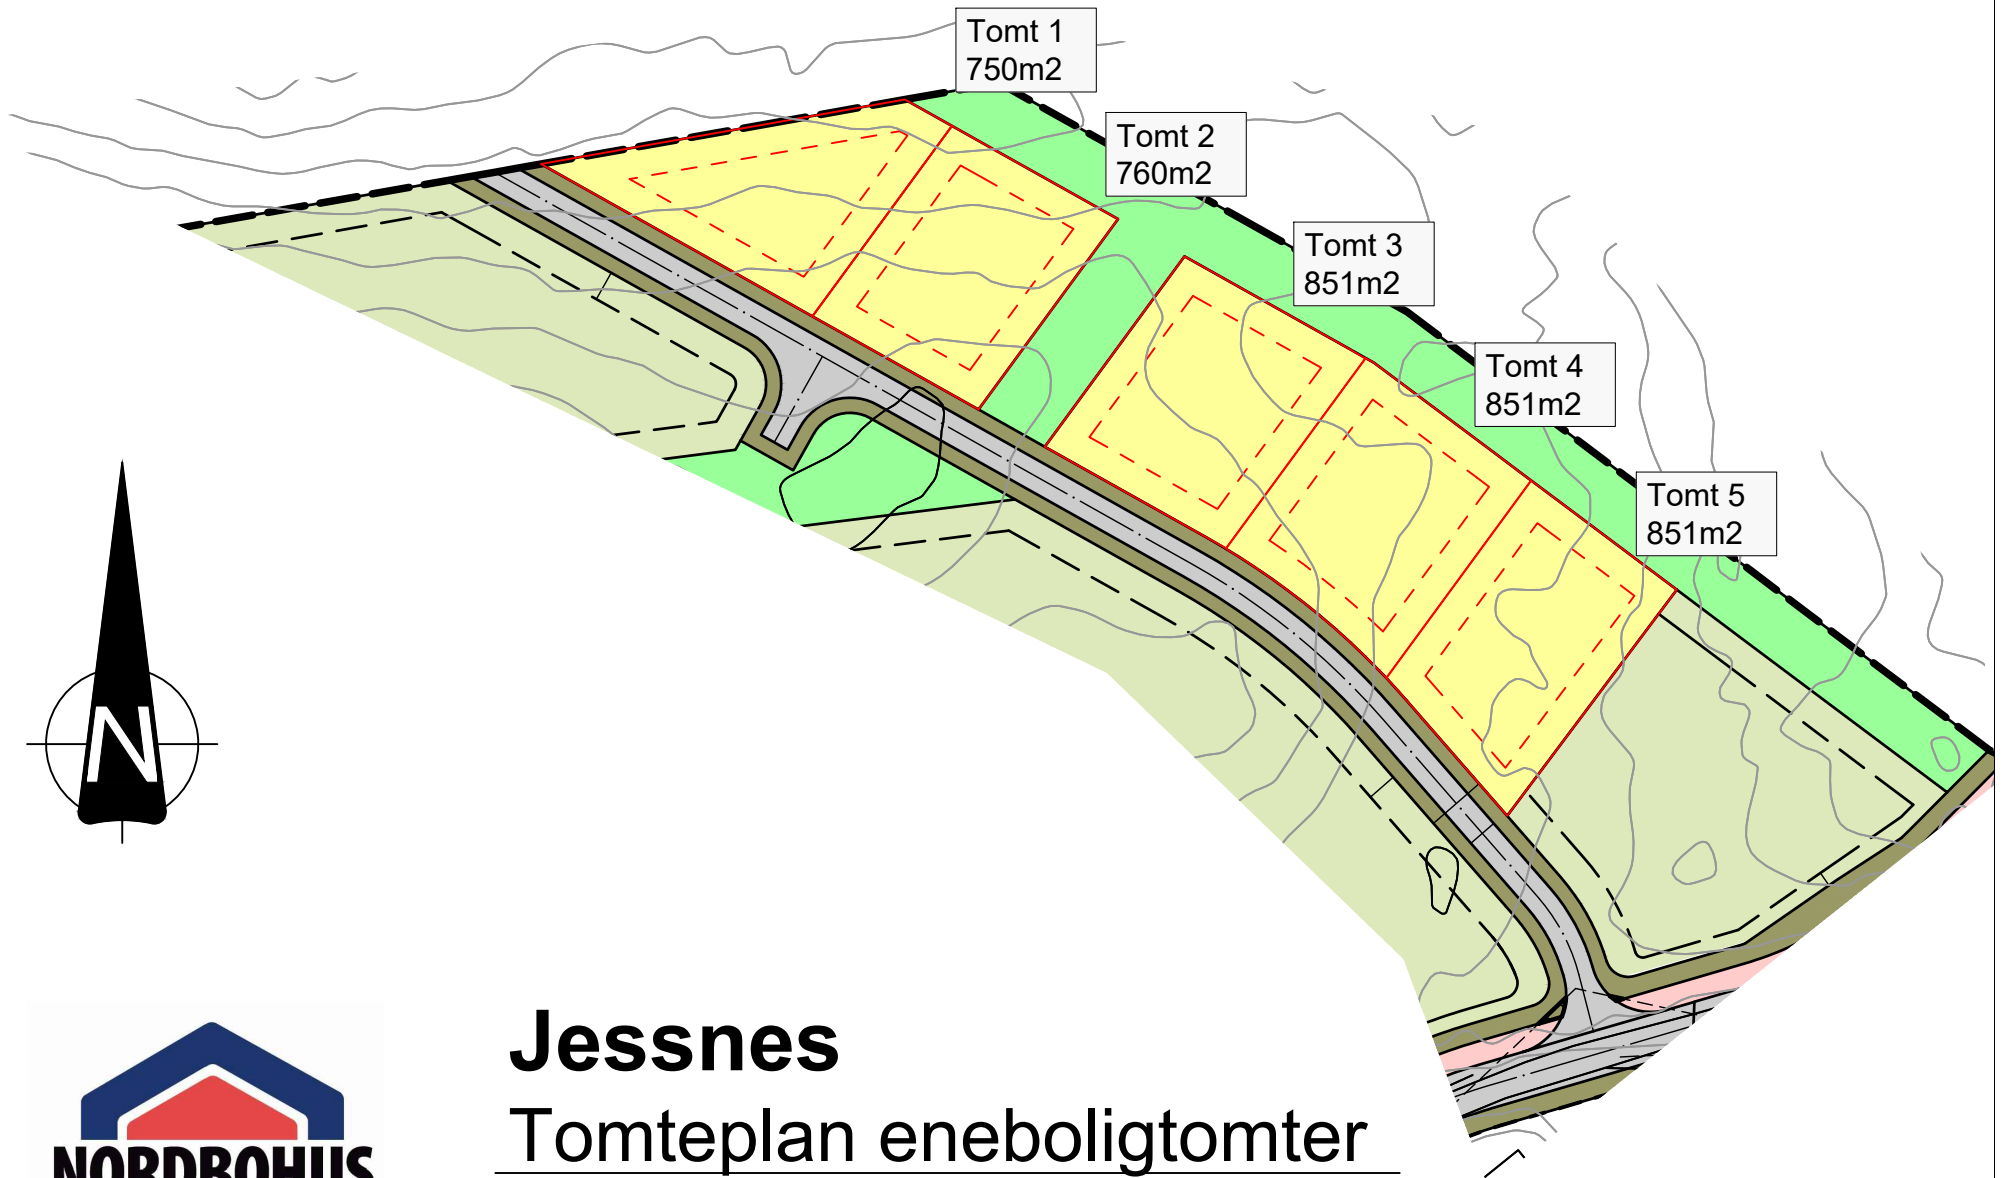 Tomt 1
750m2
Tomt 2
760m2
Tomt 3
851m2
Tomt 4
851m2
Tomt 5
851m2
N
Jessnes
Tomteplan eneboligtomter
NORDBOHUS